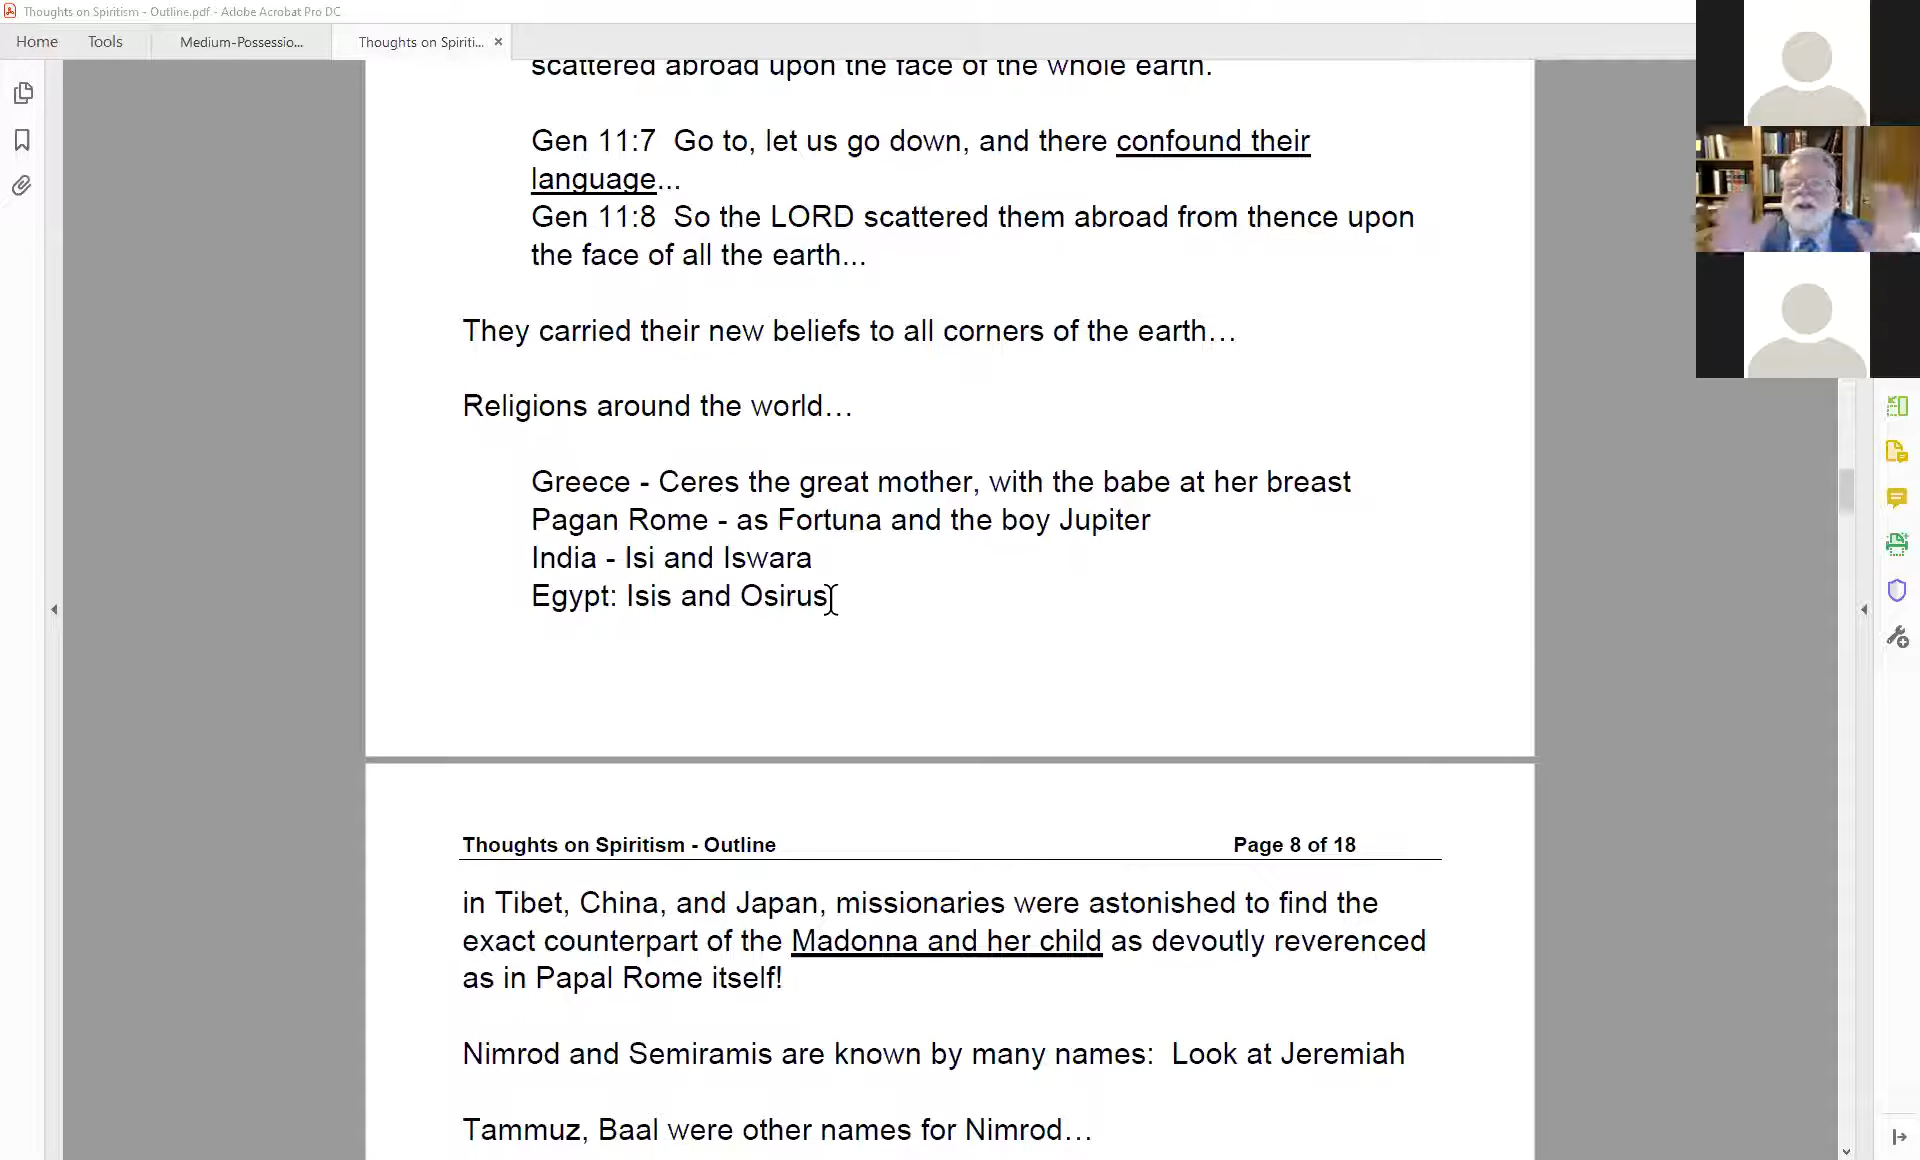 Thoughts on Spiritism - Outline.pdf - Adobe Acrobat Pro DC
Home Tools Medium-Possessio... Thoughts on Spiriti... ×
scattered abroad upon the face of the whole earth.
Gen 11:7 Go to, let us go down, and there confound their
language...
Gen 11:8 So the LORD scattered them abroad from thence upon
the face of all the earth...
They carried their new beliefs to all corners of the earth…
Religions around the world…
Greece - Ceres the great mother, with the babe at her breast
Pagan Rome - as Fortuna and the boy Jupiter
India - Isi and Iswara
Egypt: Isis and Osirus
Thoughts on Spiritism - Outline Page 8 of 18
in Tibet, China, and Japan, missionaries were astonished to find the
exact counterpart of the Madonna and her child as devoutly reverenced
as in Papal Rome itself!
Nimrod and Semiramis are known by many names: Look at Jeremiah
Tammuz, Baal were other names for Nimrod…